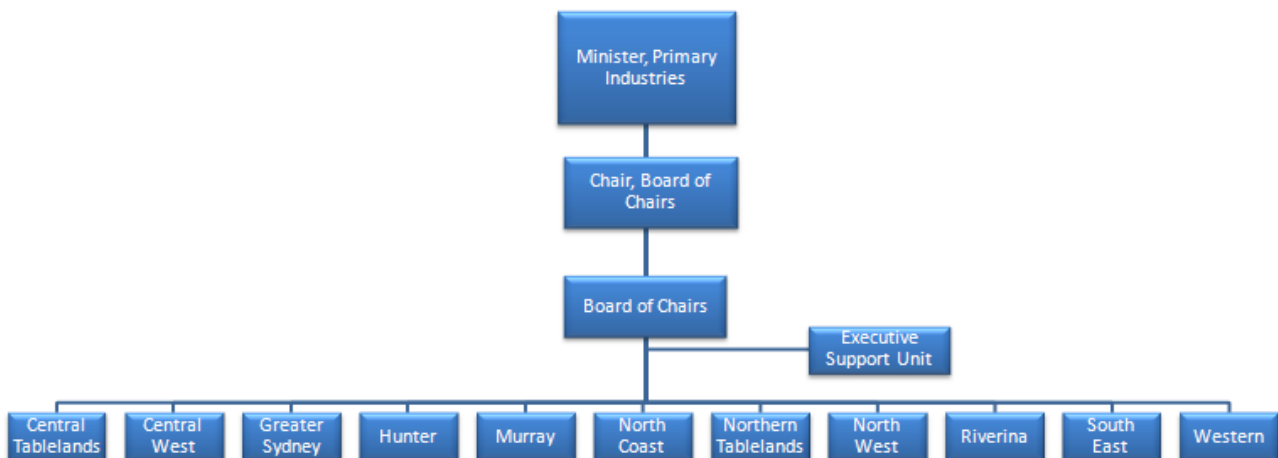 Minister, Primary
Industries
Chair, Board of
Chairs
Board of Chairs
Executive
Support Unit
Central
Tablelands
Central
West
Greater
Sydney
Hunter
Murray
North
Coast
Northern
Tablelands
North
West
Riverina
South
East
Western